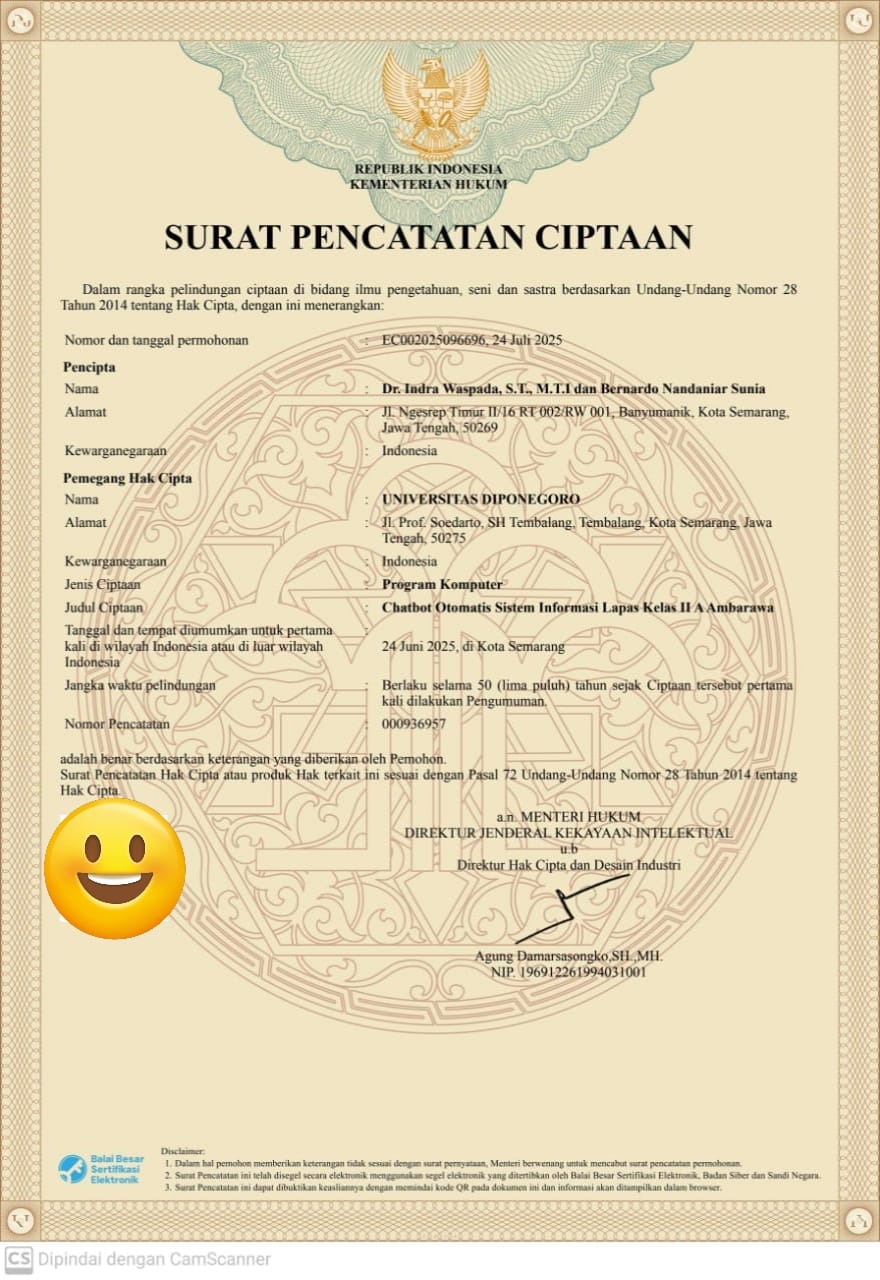 REPUBLIK INDONESIA
KEMENTERIAN HUKUM
SURAT PENCATATAN CIPTAAN
Dalam rangka pelindungan ciptaan di bidang ilmu pengetahuan, seni dan sastra berdasarkan Undang-Undang Nomor 28
Tahun 2014 tentang Hak Cipta, dengan ini menerangkan:
Nomor dan tanggal permohonan : EC002025096696, 24 Juli 2025
Pencipta
Nama : Dr. Indra Waspada, S.T., M.T.I dan Bernardo Nandaniar Sunia
Alamat : Jl. Ngesrep Timur II/16 RT 002/RW 001, Banyumanik, Kota Semarang,
Jawa Tengah, 50269
Kewarganegaraan : Indonesia
Pemegang Hak Cipta
Nama : UNIVERSITAS DIPONEGORO
Alamat : Jl. Prof. Soedarto, SH Tembalang, Tembalang, Kota Semarang, Jawa
Tengah, 50275
Kewarganegaraan : Indonesia
Jenis Ciptaan : Program Komputer
Judul Ciptaan : Chatbot Otomatis Sistem Informasi Lapas Kelas II A Ambarawa
Tanggal dan tempat diumumkan untuk pertama :
kali di wilayah Indonesia atau di luar wilayah 24 Juni 2025, di Kota Semarang
Indonesia
Jangka waktu pelindungan : Berlaku selama 50 (lima puluh) tahun sejak Ciptaan tersebut pertama
kali dilakukan Pengumuman.
Nomor Pencatatan : 000936957
adalah benar berdasarkan keterangan yang diberikan oleh Pemohon.
Surat Pencatatan Hak Cipta atau produk Hak terkait ini sesuai dengan Pasal 72 Undang-Undang Nomor 28 Tahun 2014 tentang
Hak Cipta.
a.n. MENTERI HUKUM
DIREKTUR JENDERAL KEKAYAAN INTELEKTUAL
u.b
Direktur Hak Cipta dan Desain Industri
Agung Damarsasongko,SH.,MH.
NIP. 196912261994031001
Balai Besar
Sertifikasi
Elektronik
Disclaimer:
1. Dalam hal pemohon memberikan keterangan tidak sesuai dengan surat pernyataan, Menteri berwenang untuk mencabut surat pencatatan permohonan.
2. Surat Pencatatan ini telah disegel secara elektronik menggunakan segel elektronik yang ditertbitkan oleh Balai Besar Sertifikasi Elektronik, Badan Siber dan Sandi Negara.
3. Surat Pencatatan ini dapat dibuktikan keasliannya dengan memindai kode QR pada dokumen ini dan informasi akan ditampilkan dalam browser.
CS Dipindai dengan CamScanner